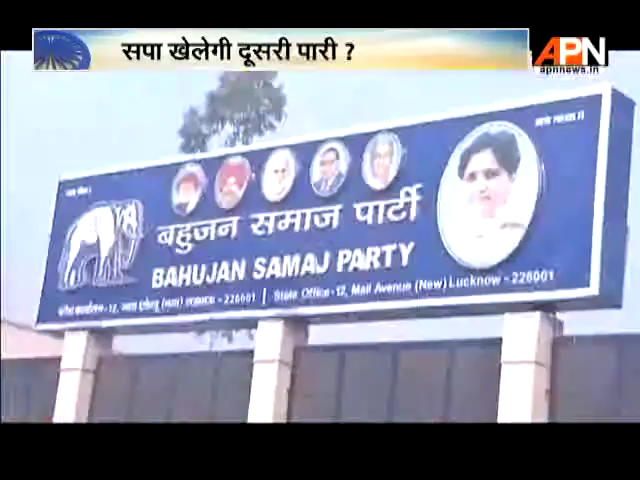 सपा खेलेगी दूसरी पारी ?
APN
apnnews.in
बहुजन समाज पार्टी
BAHUJAN SAMAJ PARTY
State Office-12, Mall Avenue (New) Lucknow - 226001